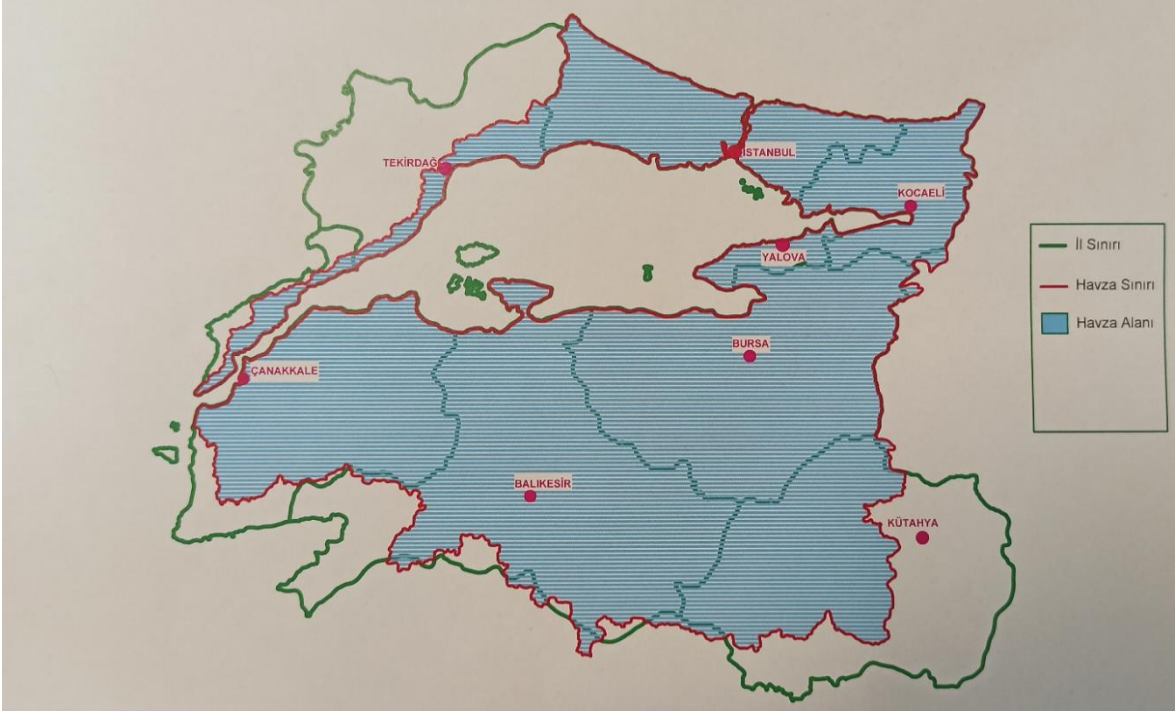 TEKİRDAĞ
İSTANBUL
KOCAELİ
YALOVA
BURSA
ÇANAKKALE
BALIKESİR
KÜTAHYA
İl Sınırı
Havza Sınırı
Havza Alanı